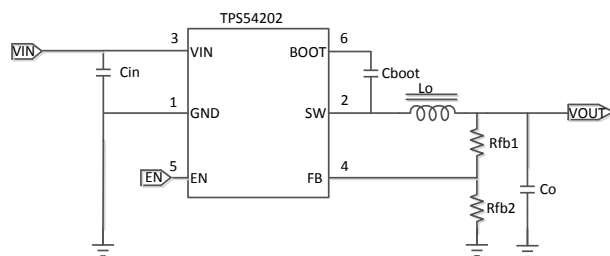 TPS54202
VIN
3
VIN
BOOT
6
Cin
Cboot
Lo
1
GND
SW
2
VOUT
Rfb1
EN
5
EN
FB
4
Rfb2
Co